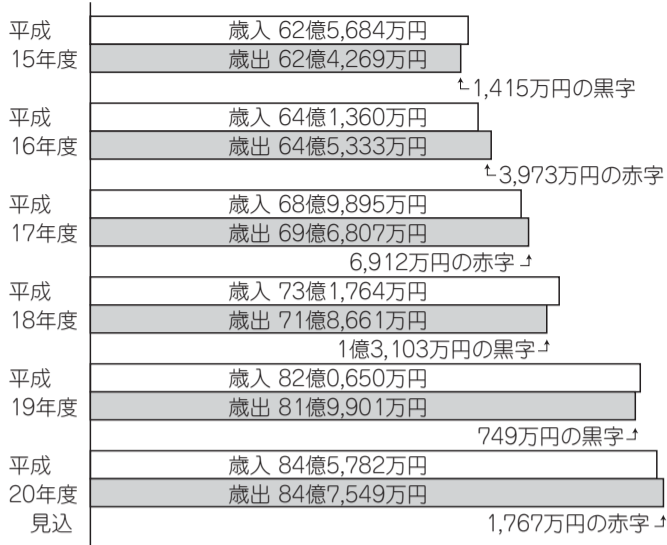 平成
15年度
歳入 62億5,684万円
歳出 62億4,269万円
1,415万円の黒字
平成
16年度
歳入 64億1,360万円
歳出 64億5,333万円
3,973万円の赤字
平成
17年度
歳入 68億9,895万円
歳出 69億6,807万円
6,912万円の赤字
平成
18年度
歳入 73億1,764万円
歳出 71億8,661万円
1億3,103万円の黒字
平成
19年度
歳入 82億0,650万円
歳出 81億9,901万円
749万円の黒字
平成
20年度
見込
歳入 84億5,782万円
歳出 84億7,549万円
1,767万円の赤字